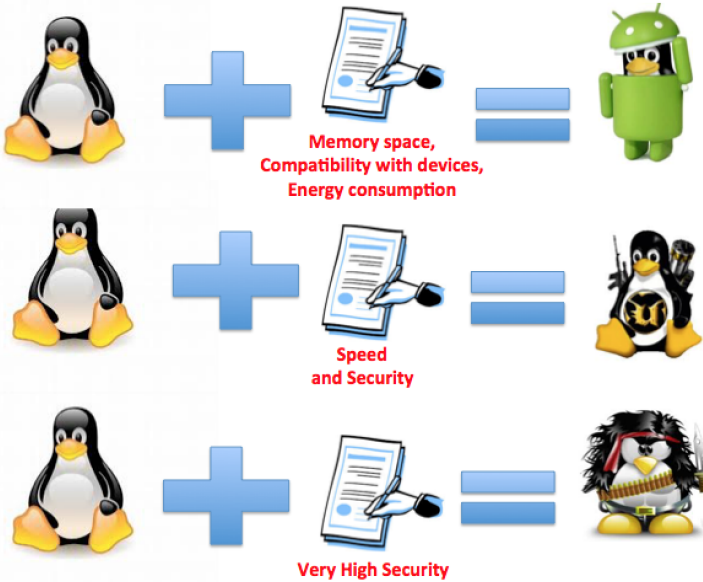 Memory space,
Compatibility with devices,
Energy consumption
Speed
and Security
Very High Security